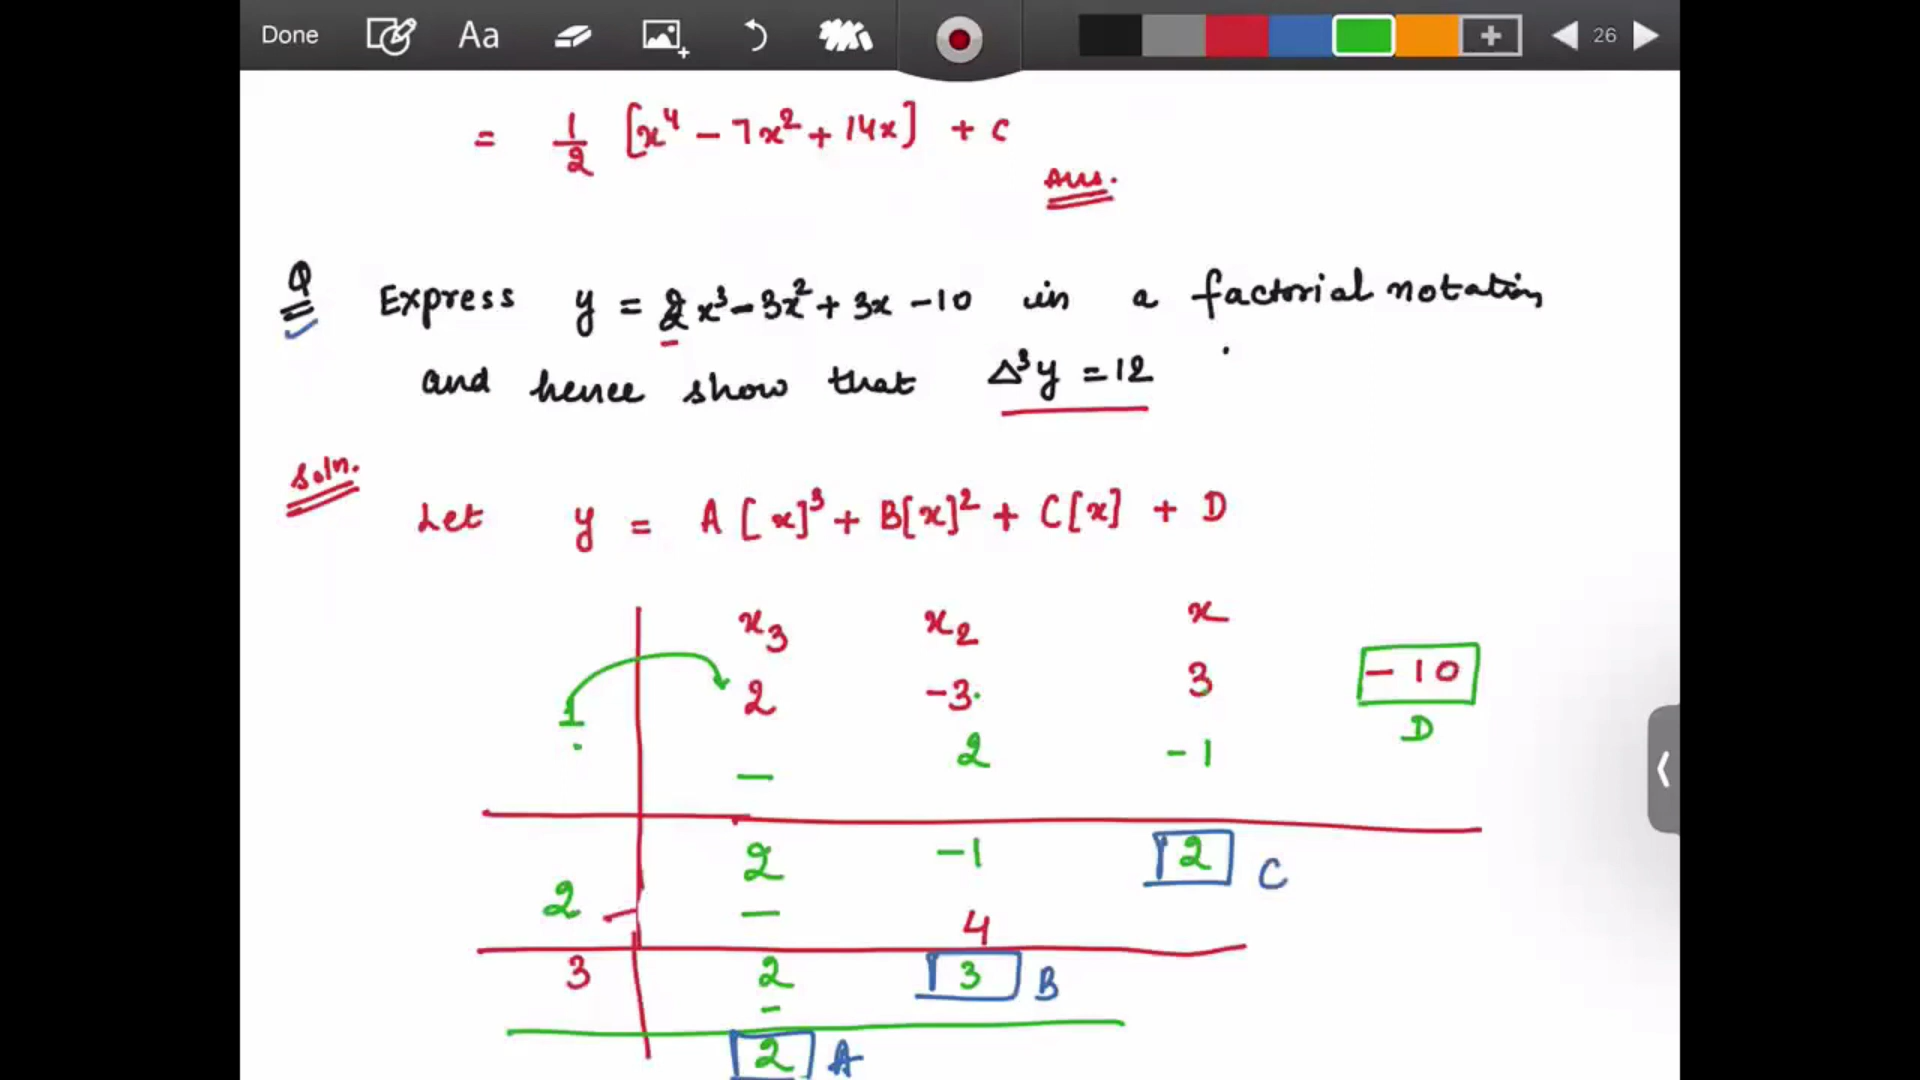 Done Aa 26
= 1/2 [x⁴ - 7x² + 14x] + c
Ans.
Q Express y = 2x³ - 3x² + 3x - 10 in a factorial notation
and hence show that Δ³y = 12
Soln.
Let y = A[x]³ + B[x]² + C[x] + D
x₃ x₂ x
1 2 -3 3 -10
— 2 -1 D
2 -1 2 C
2 — 4
3 2 3 B
—
2 A